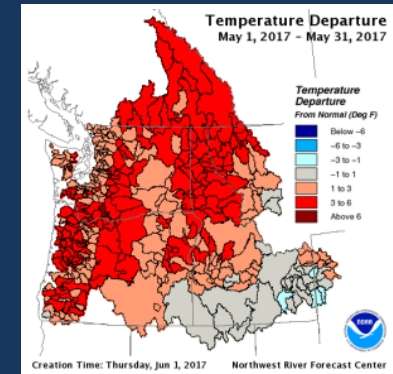 Temperature Departure
May 1, 2017 – May 31, 2017
Temperature
Departure
From Normal (Deg F)
Below –6
–6 to –3
–3 to –1
–1 to 1
1 to 3
3 to 6
Above 6
NOAA
Creation Time: Thursday, Jun 1, 2017 Northwest River Forecast Center